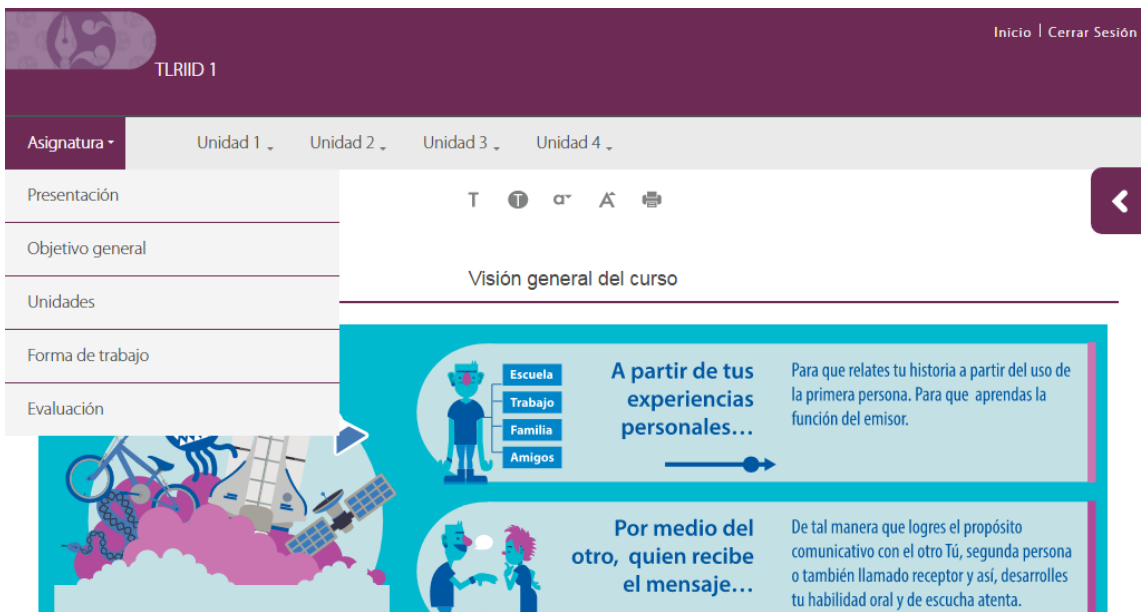 Inicio | Cerrar Sesión
TLRIID 1
Asignatura
Unidad 1
Unidad 2
Unidad 3
Unidad 4
Presentación
Objetivo general
Unidades
Forma de trabajo
Evaluación
Visión general del curso
Escuela
Trabajo
Familia
Amigos
A partir de tus
experiencias
personales...
Para que relates tu historia a partir del uso de
la primera persona. Para que aprendas la
función del emisor.
Por medio del
otro, quien recibe
el mensaje...
De tal manera que logres el propósito
comunicativo con el otro Tú, segunda persona
o también llamado receptor y así, desarrolles
tu habilidad oral y de escucha atenta.